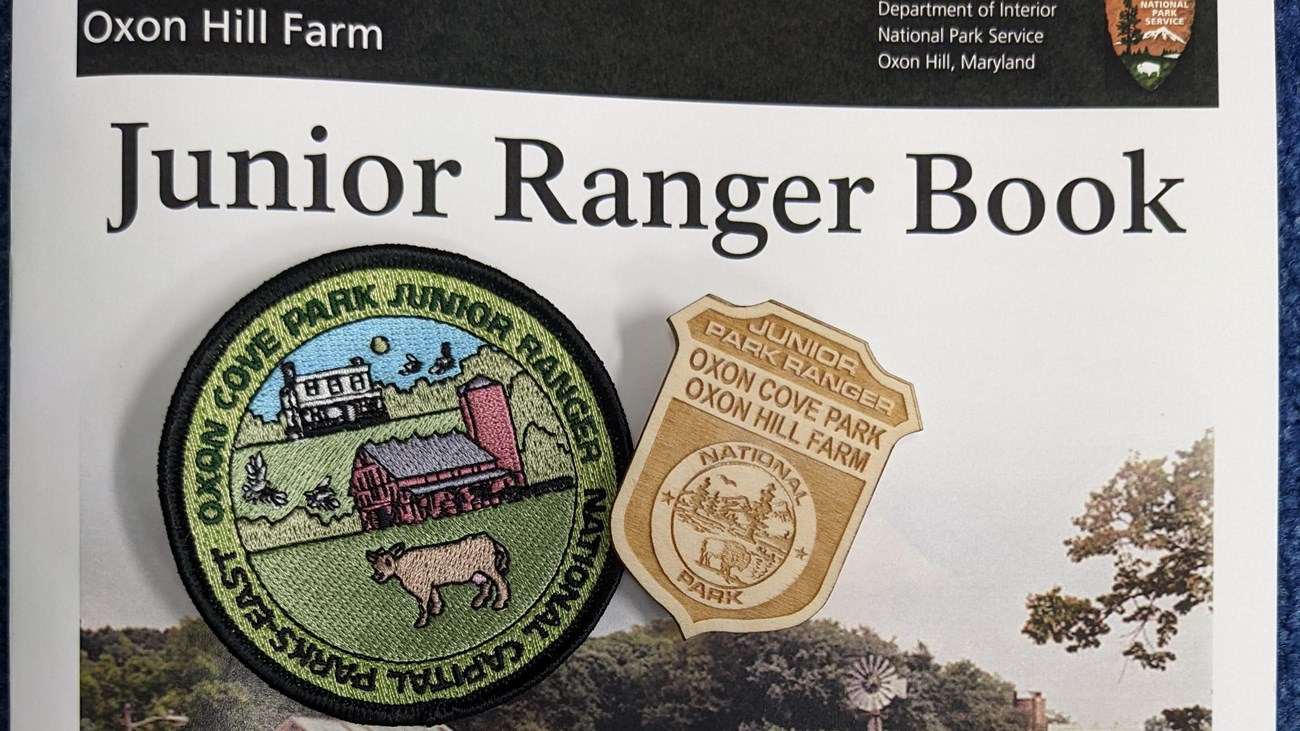 Oxon Hill Farm
Department of Interior
National Park Service
Oxon Hill, Maryland
NATIONAL
PARK
SERVICE
Junior Ranger Book
OXON COVE PARK JUNIOR RANGER
NATIONAL CAPITAL PARKS-EAST
JUNIOR
PARK RANGER
OXON COVE PARK
OXON HILL FARM
NATIONAL
PARK